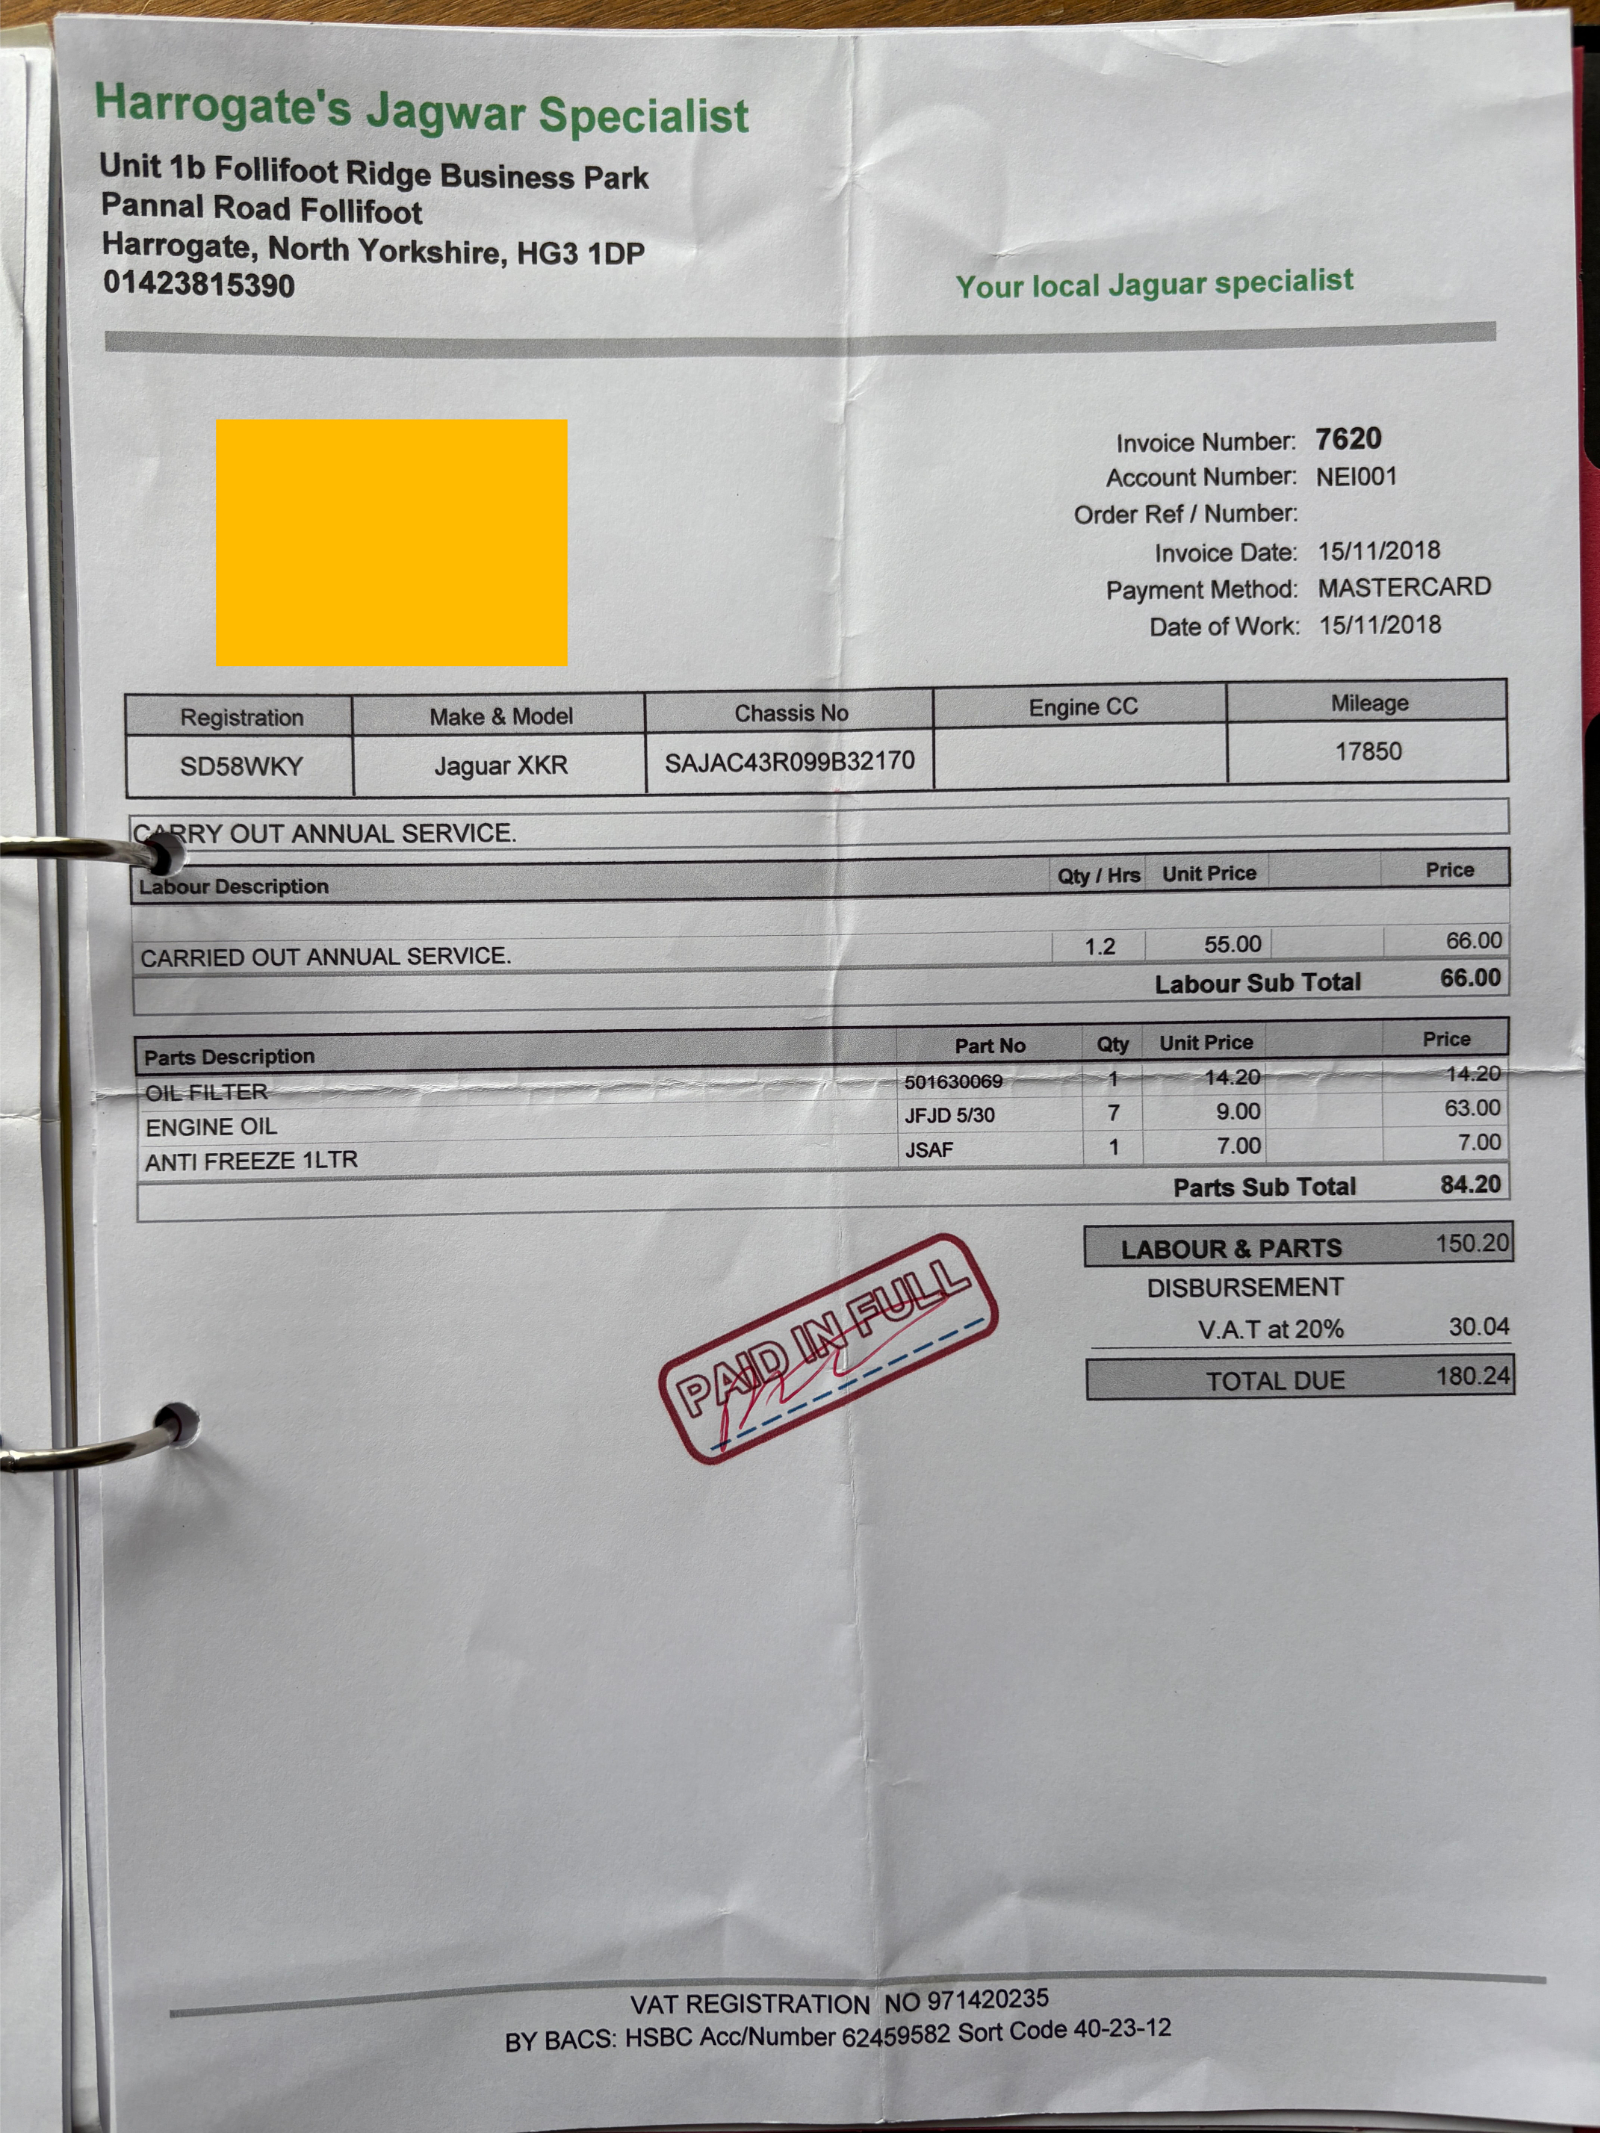 Harrogate's Jagwar Specialist
Unit 1b Follifoot Ridge Business Park
Pannal Road Follifoot
Harrogate, North Yorkshire, HG3 1DP
01423815390
Your local Jaguar specialist
Invoice Number: 7620
Account Number: NEI001
Order Ref / Number:
Invoice Date: 15/11/2018
Payment Method: MASTERCARD
Date of Work: 15/11/2018
Registration Make & Model Chassis No Engine CC Mileage
SD58WKY Jaguar XKR SAJAC43R099B32170 17850
CARRY OUT ANNUAL SERVICE.
Labour Description Qty / Hrs Unit Price Price
CARRIED OUT ANNUAL SERVICE. 1.2 55.00 66.00
Labour Sub Total 66.00
Parts Description Part No Qty Unit Price Price
OIL FILTER 501630069 1 14.20 14.20
ENGINE OIL JFJD 5/30 7 9.00 63.00
ANTI FREEZE 1LTR JSAF 1 7.00 7.00
Parts Sub Total 84.20
LABOUR & PARTS 150.20
DISBURSEMENT
V.A.T at 20% 30.04
TOTAL DUE 180.24
PAID IN FULL
VAT REGISTRATION NO 971420235
BY BACS: HSBC Acc/Number 62459582 Sort Code 40-23-12